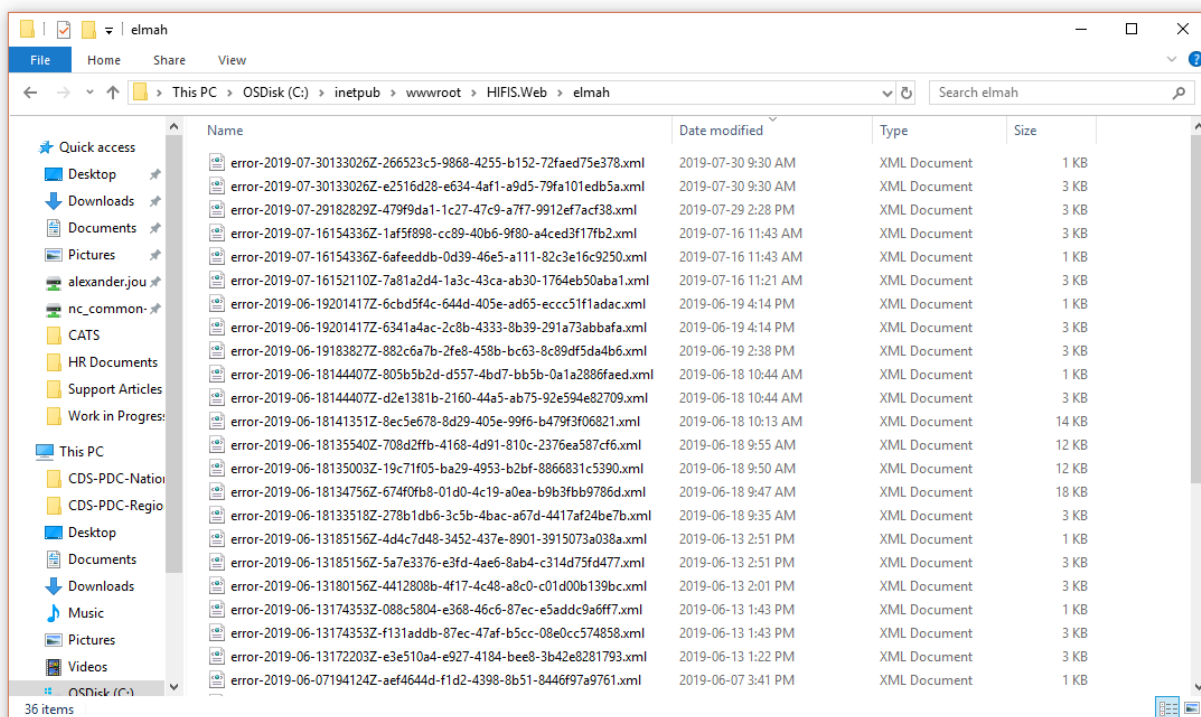 elmah
File Home Share View
This PC > OSDisk (C:) > inetpub > wwwroot > HIFIS.Web > elmah
Search elmah
Quick access
Desktop
Downloads
Documents
Pictures
alexander.jou
nc_common-
CATS
HR Documents
Support Articles
Work in Progres
This PC
CDS-PDC-Nation
CDS-PDC-Regio
Desktop
Documents
Downloads
Music
Pictures
Videos
OSDisk (C:)
Name Date modified Type Size
error-2019-07-30133026Z-266523c5-9868-4255-b152-72faed75e378.xml 2019-07-30 9:30 AM XML Document 1 KB
error-2019-07-30133026Z-e2516d28-e634-4af1-a9d5-79fa101edb5a.xml 2019-07-30 9:30 AM XML Document 3 KB
error-2019-07-29182829Z-479f9da1-1c27-47c9-a7f7-9912ef7acf38.xml 2019-07-29 2:28 PM XML Document 3 KB
error-2019-07-16154336Z-1af5f898-cc89-40b6-9f80-a4ced3f17fb2.xml 2019-07-16 11:43 AM XML Document 3 KB
error-2019-07-16154336Z-6afeeddb-0d39-46e5-a111-82c3e16c9250.xml 2019-07-16 11:43 AM XML Document 1 KB
error-2019-07-16152110Z-7a81a2d4-1a3c-43ca-ab30-1764eb50aba1.xml 2019-07-16 11:21 AM XML Document 3 KB
error-2019-06-19201417Z-6cbd5f4c-644d-405e-ad65-eccc51f1adac.xml 2019-06-19 4:14 PM XML Document 1 KB
error-2019-06-19201417Z-6341a4ac-2c8b-4333-8b39-291a73abbafa.xml 2019-06-19 4:14 PM XML Document 3 KB
error-2019-06-19183827Z-882c6a7b-2fe8-458b-bc63-8c89df5da4b6.xml 2019-06-19 2:38 PM XML Document 3 KB
error-2019-06-18144407Z-805b5b2d-d557-4bd7-bb5b-0a1a2886faed.xml 2019-06-18 10:44 AM XML Document 1 KB
error-2019-06-18144407Z-d2e1381b-2160-44a5-ab75-92e594e82709.xml 2019-06-18 10:44 AM XML Document 3 KB
error-2019-06-18141351Z-8ec5e678-8d29-405e-99f6-b479f3f06821.xml 2019-06-18 10:13 AM XML Document 14 KB
error-2019-06-18135540Z-708d2ffb-4168-4d91-810c-2376ea587cf6.xml 2019-06-18 9:55 AM XML Document 12 KB
error-2019-06-18135003Z-19c71f05-ba29-4953-b2bf-8866831c5390.xml 2019-06-18 9:50 AM XML Document 12 KB
error-2019-06-18134756Z-674f0fb8-01d0-4c19-a0ea-b9b3fbb9786d.xml 2019-06-18 9:47 AM XML Document 18 KB
error-2019-06-18133518Z-278b1db6-3c5b-4bac-a67d-4417af24be7b.xml 2019-06-18 9:35 AM XML Document 3 KB
error-2019-06-13185156Z-4d4c7d48-3452-437e-8901-3915073a038a.xml 2019-06-13 2:51 PM XML Document 1 KB
error-2019-06-13185156Z-5a7e3376-e3fd-4ae6-8ab4-c314d75fd477.xml 2019-06-13 2:51 PM XML Document 3 KB
error-2019-06-13180156Z-4412808b-4f17-4c48-a8c0-c01d00b139bc.xml 2019-06-13 2:01 PM XML Document 3 KB
error-2019-06-13174353Z-088c5804-e368-46c6-87ec-e5addc9a6ff7.xml 2019-06-13 1:43 PM XML Document 1 KB
error-2019-06-13174353Z-f131addb-87ec-47af-b5cc-08e0cc574858.xml 2019-06-13 1:43 PM XML Document 3 KB
error-2019-06-13172203Z-e3e510a4-e927-4184-bee8-3b42e8281793.xml 2019-06-13 1:22 PM XML Document 3 KB
error-2019-06-07194124Z-aef4644d-f1d2-4398-8b51-8446f97a9761.xml 2019-06-07 3:41 PM XML Document 1 KB
36 items